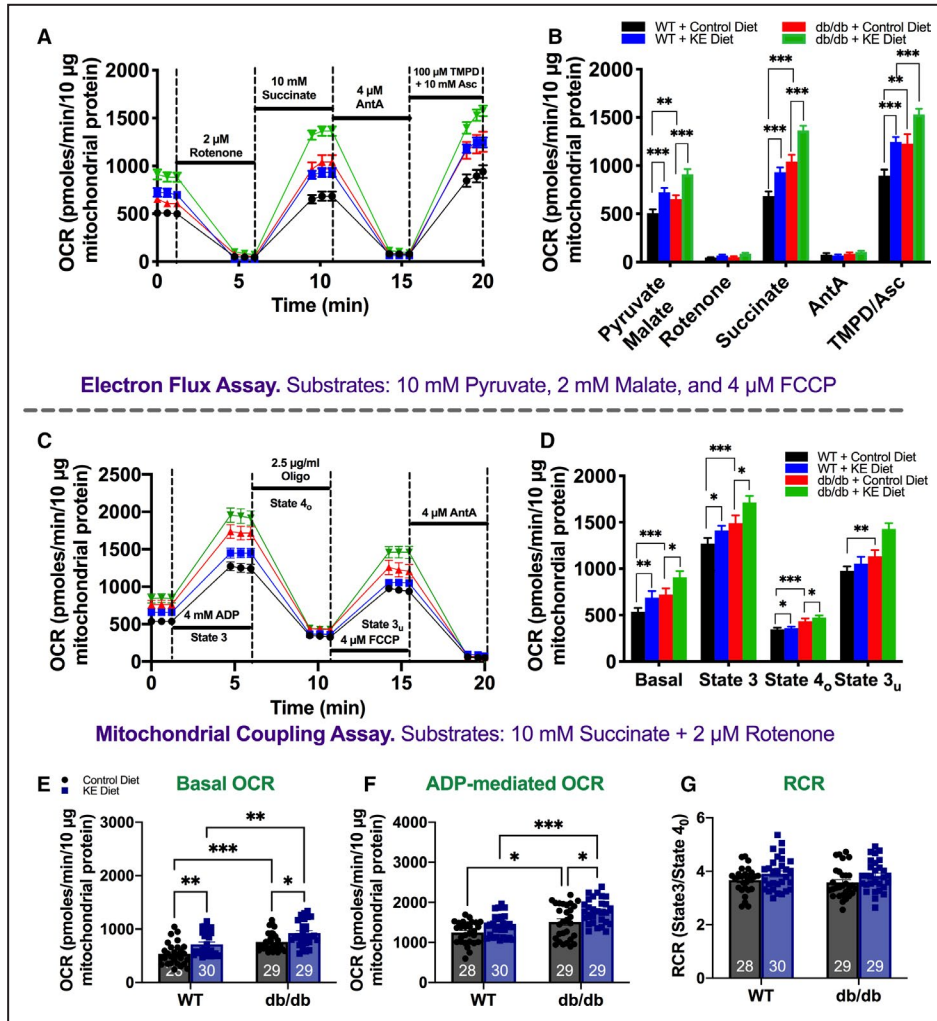 A
OCR (pmoles/min/10 µg
mitochondrial protein)
2000
1500
1000
500
0
2 µM
Rotenone
10 mM
Succinate
4 µM
AntA
100 µM TMPD
+ 10 mM Asc
0 5 10 15 20
Time (min)
B
WT + Control Diet
WT + KE Diet
db/db + Control Diet
db/db + KE Diet
OCR (pmoles/min/10 µg
mitochondrial protein)
2000
1500
1000
500
0
*** ** ***
*** *** ***
*** ** *** ***
Pyruvate
Malate
Rotenone
Succinate
AntA
TMPD/Asc
Electron Flux Assay. Substrates: 10 mM Pyruvate, 2 mM Malate, and 4 µM FCCP
C
OCR (pmoles/min/10 µg
mitochondrial protein)
2500
2000
1500
1000
500
0
4 mM ADP
State 3
2.5 µg/ml
Oligo
State 4o
State 3u
4 µM FCCP
4 µM AntA
0 5 10 15 20
Time (min)
D
WT + Control Diet
WT + KE Diet
db/db + Control Diet
db/db + KE Diet
OCR (pmoles/min/10 µg
mitochondrial protein)
2000
1500
1000
500
0
** *** *
* *** *
* *** *
**
Basal State 3 State 4o State 3u
Mitochondrial Coupling Assay. Substrates: 10 mM Succinate + 2 µM Rotenone
Control Diet
KE Diet
E Basal OCR
OCR (pmoles/min/10 µg
mitochondrial protein)
3000
2000
1000
0
**
***
** *
30 29 29
WT db/db
F ADP-mediated OCR
OCR (pmoles/min/10 µg
mitochondrial protein)
4000
3000
2000
1000
0
***
* *
28 30 29 29
WT db/db
G RCR
RCR (State3/State 40)
6
4
2
0
28 30 29 29
WT db/db